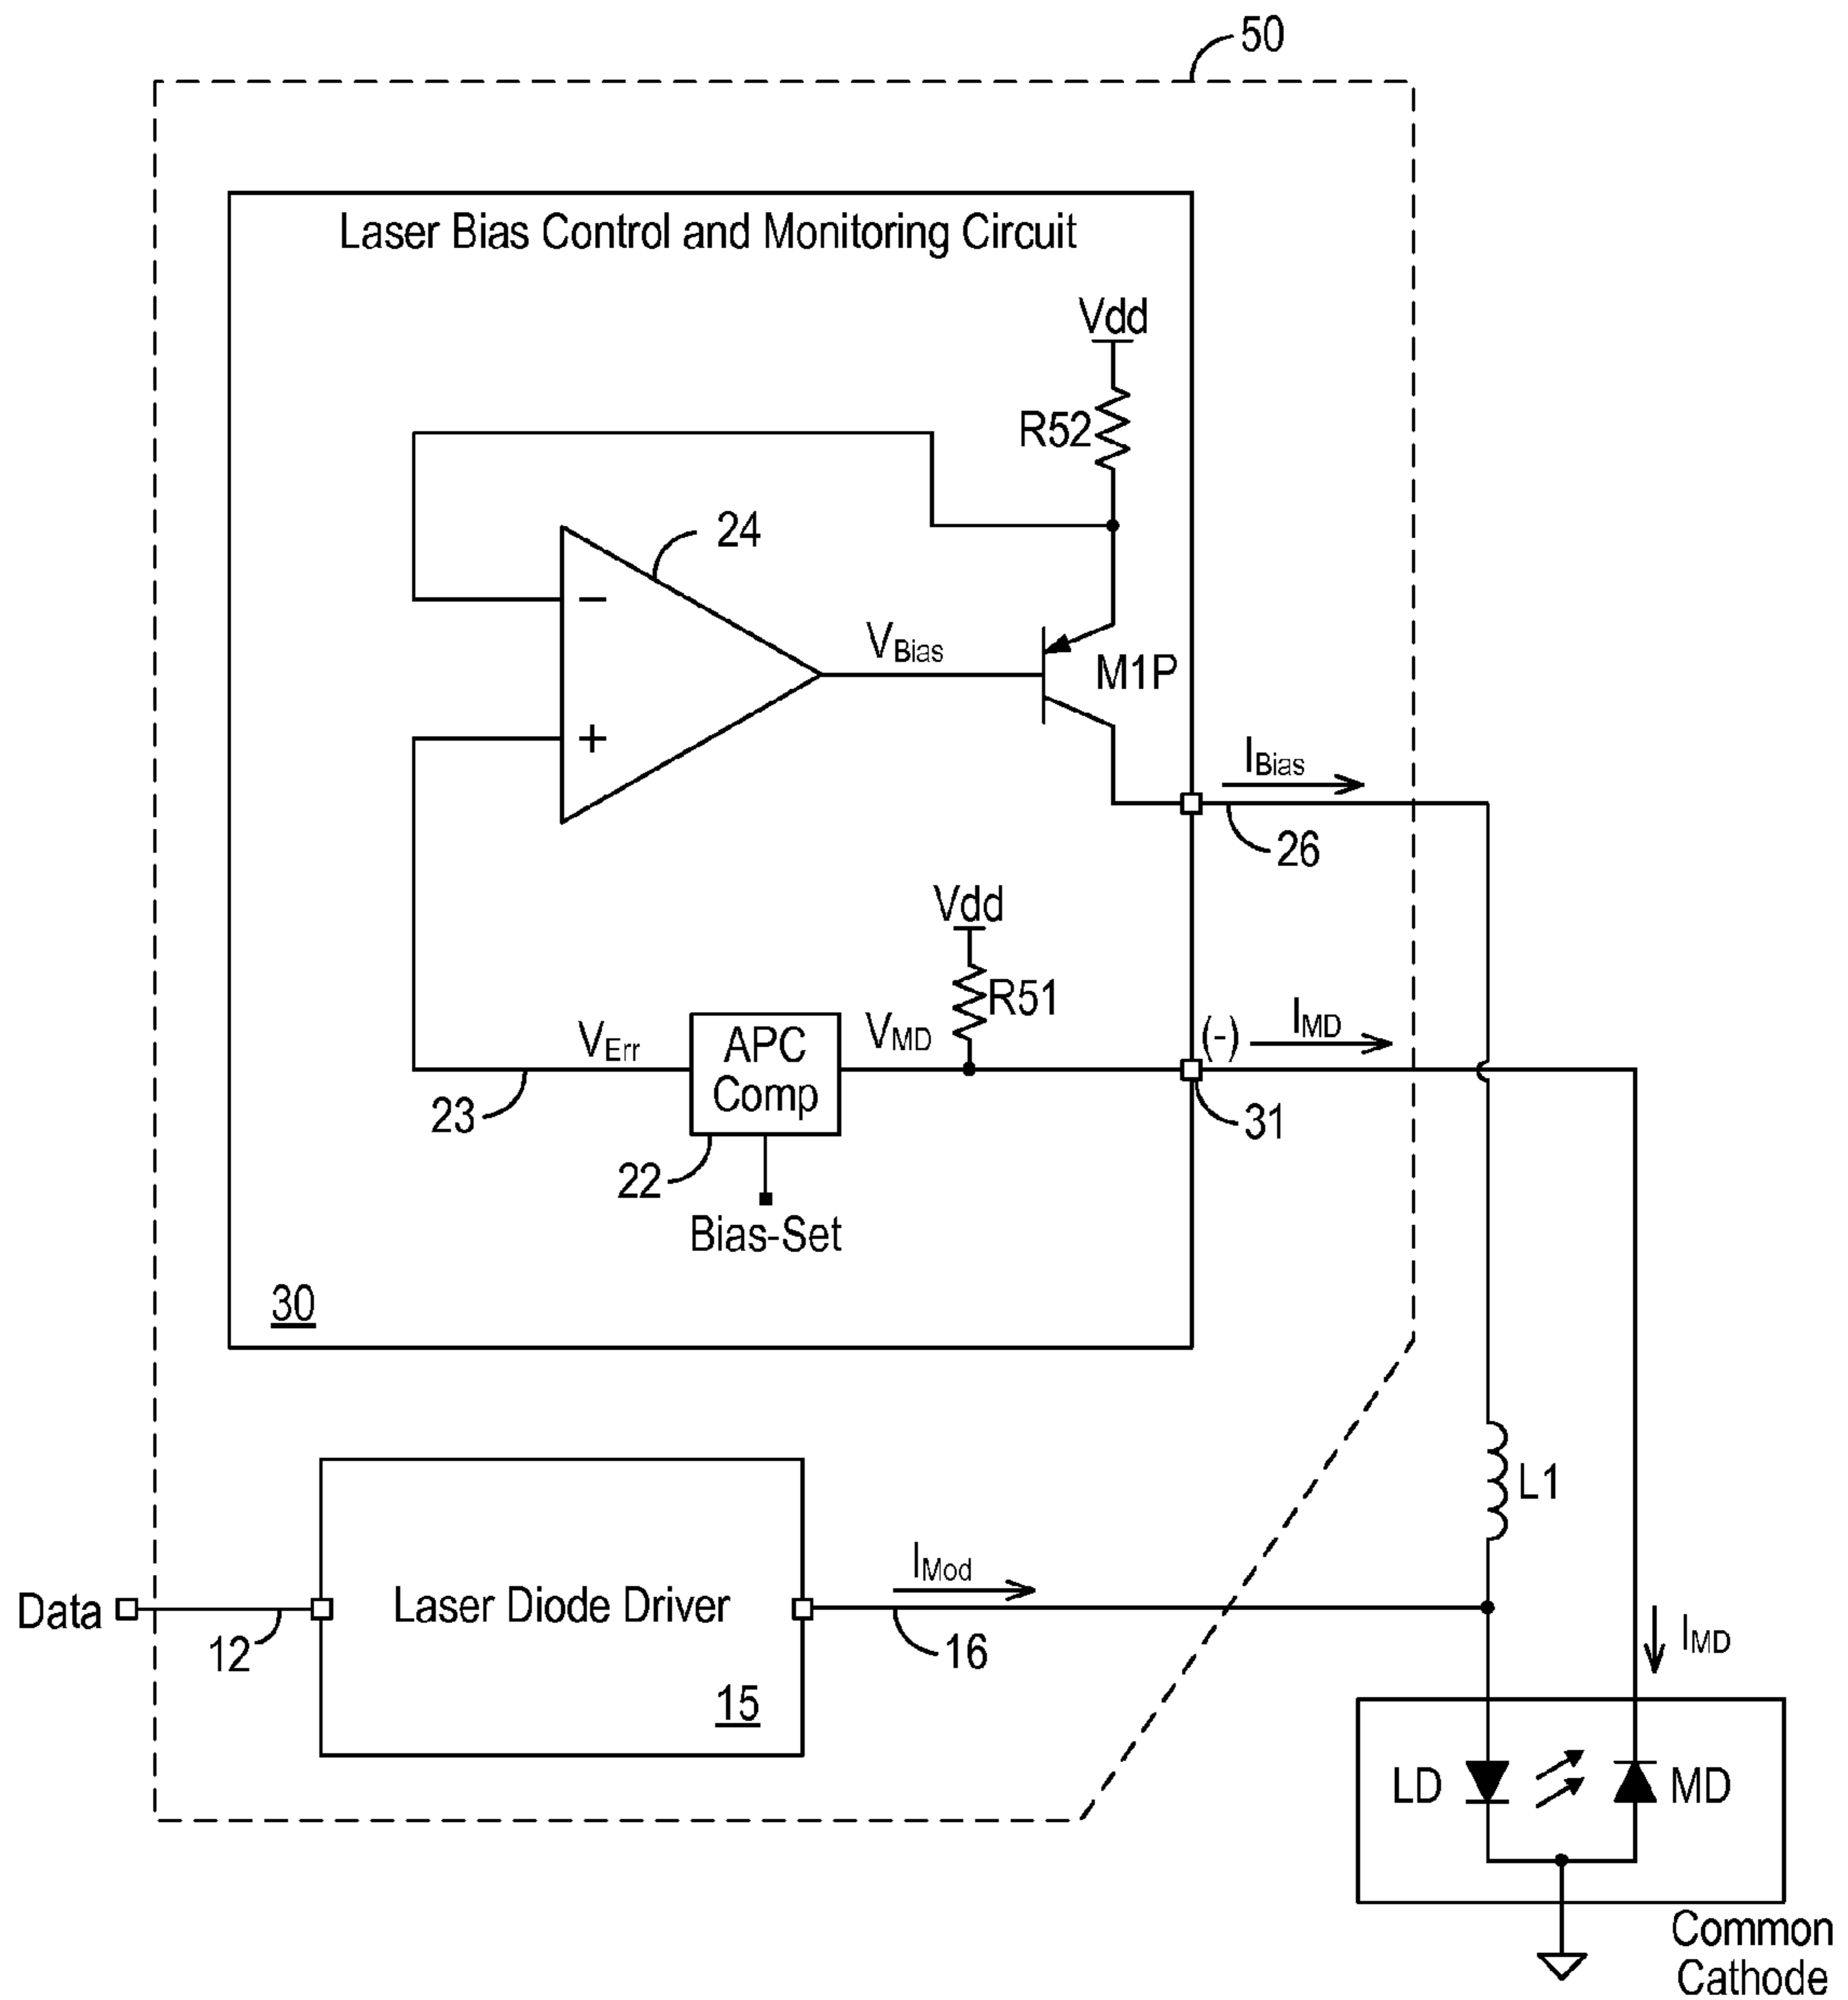 50
Laser Bias Control and Monitoring Circuit
Vdd
R52
24
−
VBias
M1P
+
IBias
26
Vdd
R51
VErr
APC
Comp
VMD
(-)
IMD
23
22
31
Bias-Set
30
L1
IMod
Data
Laser Diode Driver
12
16
IMD
15
LD
MD
Common
Cathode